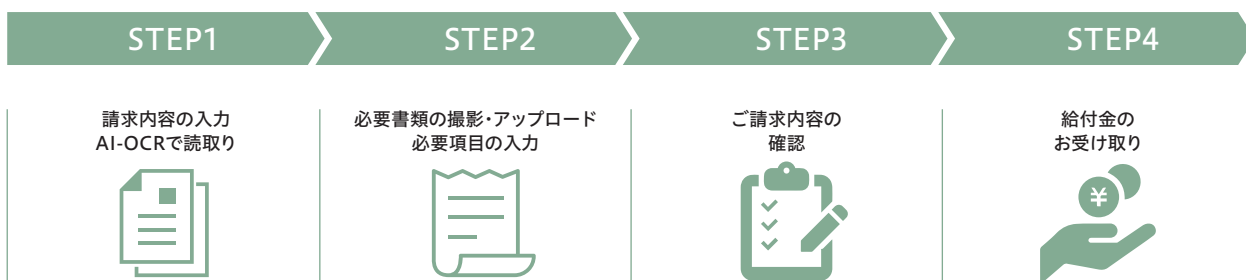 STEP1
STEP2
STEP3
STEP4
請求内容の入力
AI-OCRで読取り
必要書類の撮影・アップロード
必要項目の入力
ご請求内容の
確認
給付金の
お受け取り
¥